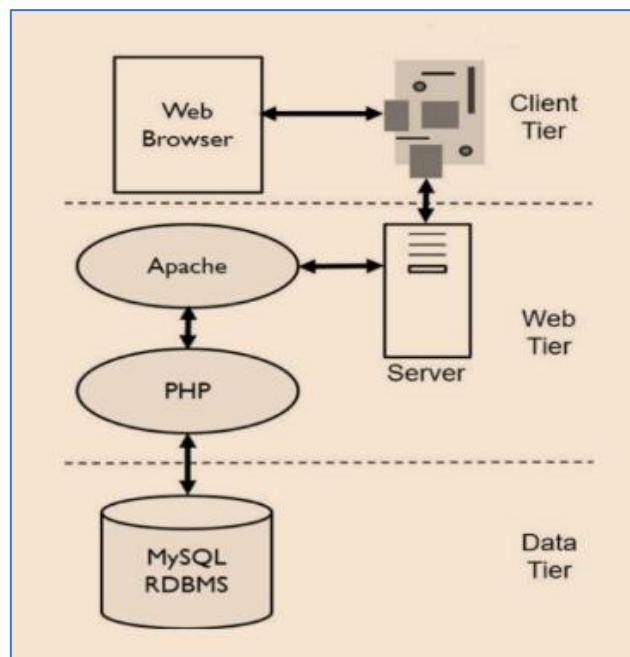 Web
Browser
Client
Tier
Apache
Server
Web
Tier
PHP
MySQL
RDBMS
Data
Tier